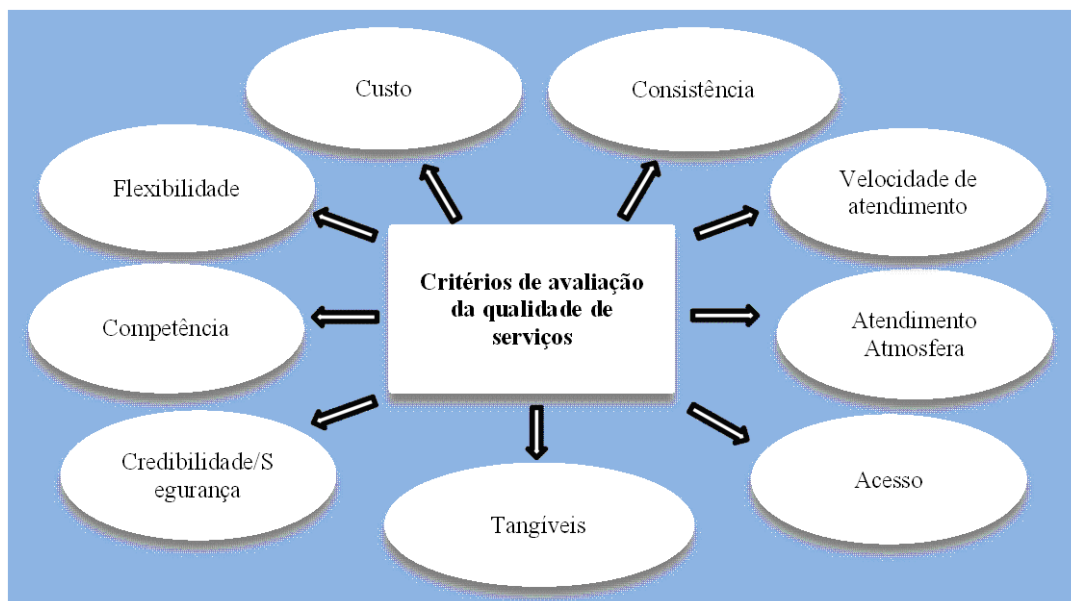 Custo
Consistência
Flexibilidade
Velocidade de
atendimento
Critérios de avaliação
da qualidade de
serviços
Competência
Atendimento
Atmosfera
Credibilidade/S
egurança
Tangíveis
Acesso